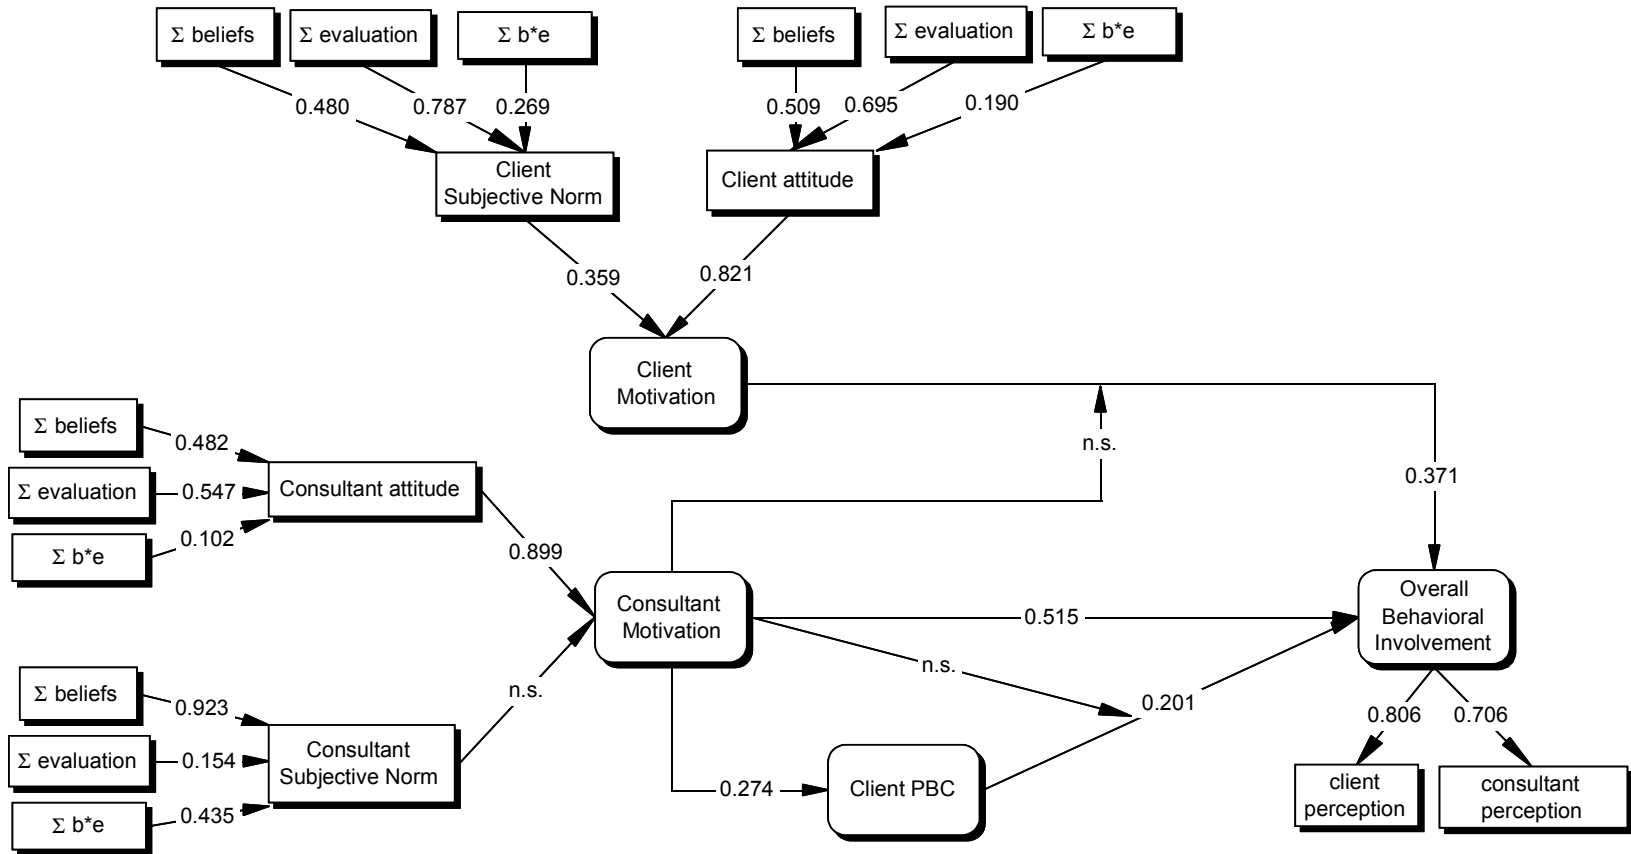 Σ beliefs
Σ evaluation
Σ b*e
Σ beliefs
Σ evaluation
Σ b*e
0.480
0.787
0.269
0.509
0.695
0.190
Client
Subjective Norm
Client attitude
0.359
0.821
Client
Motivation
Σ beliefs
0.482
Σ evaluation
0.547
Σ b*e
0.102
Consultant attitude
0.899
n.s.
0.371
Consultant
Motivation
0.515
n.s.
0.201
Overall
Behavioral
Involvement
Σ beliefs
0.923
Σ evaluation
0.154
Σ b*e
0.435
Consultant
Subjective Norm
n.s.
0.274
Client PBC
0.806
0.706
client
perception
consultant
perception